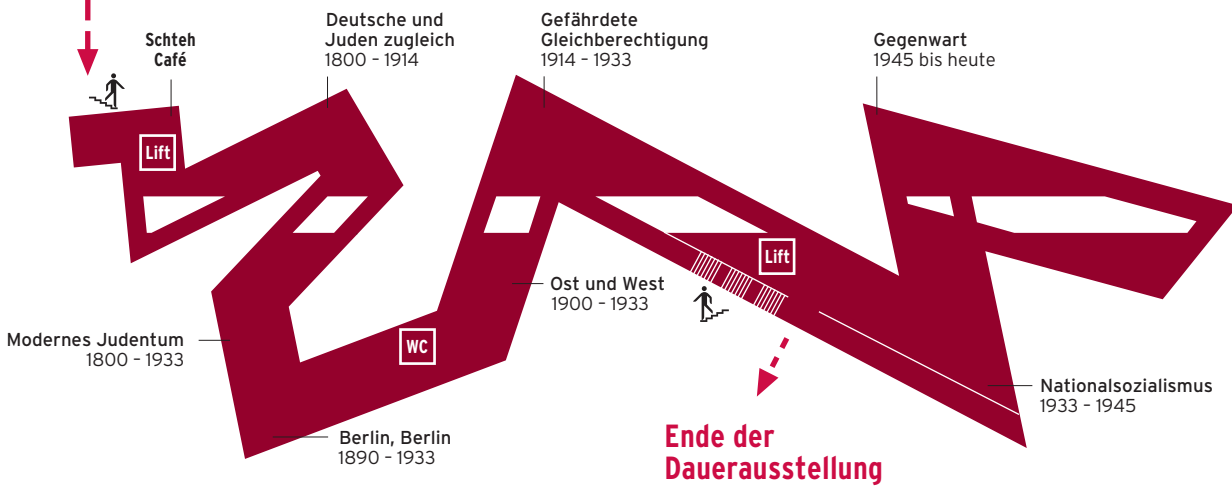 Schteh
Café
Lift
Deutsche und
Juden zugleich
1800 - 1914
Modernes Judentum
1800 - 1933
Berlin, Berlin
1890 - 1933
WC
Ost und West
1900 - 1933
Gefährdete
Gleichberechtigung
1914 - 1933
Lift
Nationalsozialismus
1933 - 1945
Gegenwart
1945 bis heute
Ende der
Dauerausstellung